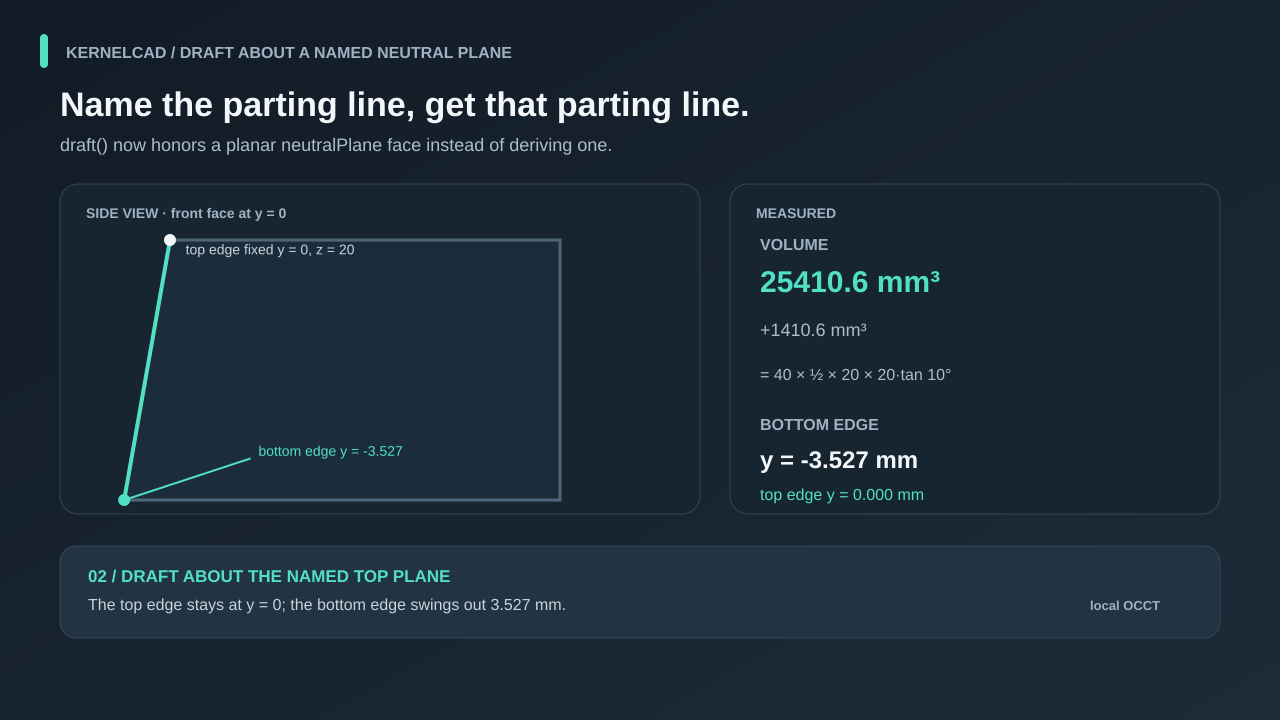 KERNELCAD / DRAFT ABOUT A NAMED NEUTRAL PLANE
Name the parting line, get that parting line.
draft() now honors a planar neutralPlane face instead of deriving one.
SIDE VIEW · front face at y = 0
top edge fixed y = 0, z = 20
bottom edge y = -3.527
MEASURED
VOLUME
25410.6 mm³
+1410.6 mm³
= 40 × ½ × 20 × 20·tan 10°
BOTTOM EDGE
y = -3.527 mm
top edge y = 0.000 mm
02 / DRAFT ABOUT THE NAMED TOP PLANE
The top edge stays at y = 0; the bottom edge swings out 3.527 mm.
local OCCT